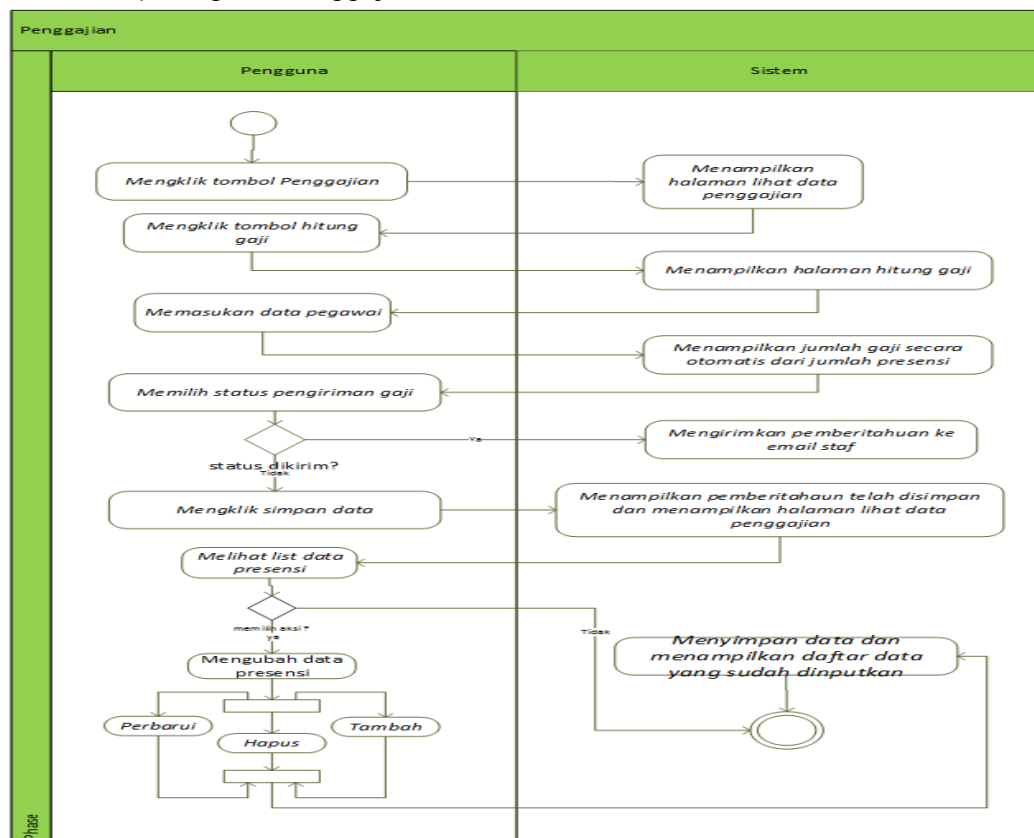 Penggajian
Pengguna
Sistem
Mengklik tombol Penggajian
Menampilkan
halaman lihat data
penggajian
Mengklik tombol hitung
gaji
Menampilkan halaman hitung gaji
Memasukan data pegawai
Menampilkan jumlah gaji secara
otomatis dari jumlah presensi
Memilih status pengiriman gaji
Ya
Mengirimkan pemberitahuan ke
email staf
status dikirim?
Tidak
Mengklik simpan data
Menampilkan pemberitahaun telah disimpan
dan menampilkan halaman lihat data
penggajian
Melihat list data
presensi
memilih aksi?
ya
Tidak
Mengubah data
presensi
Menyimpan data dan
menampilkan daftar data
yang sudah dinputkan
Perbarui
Hapus
Tambah
Phase